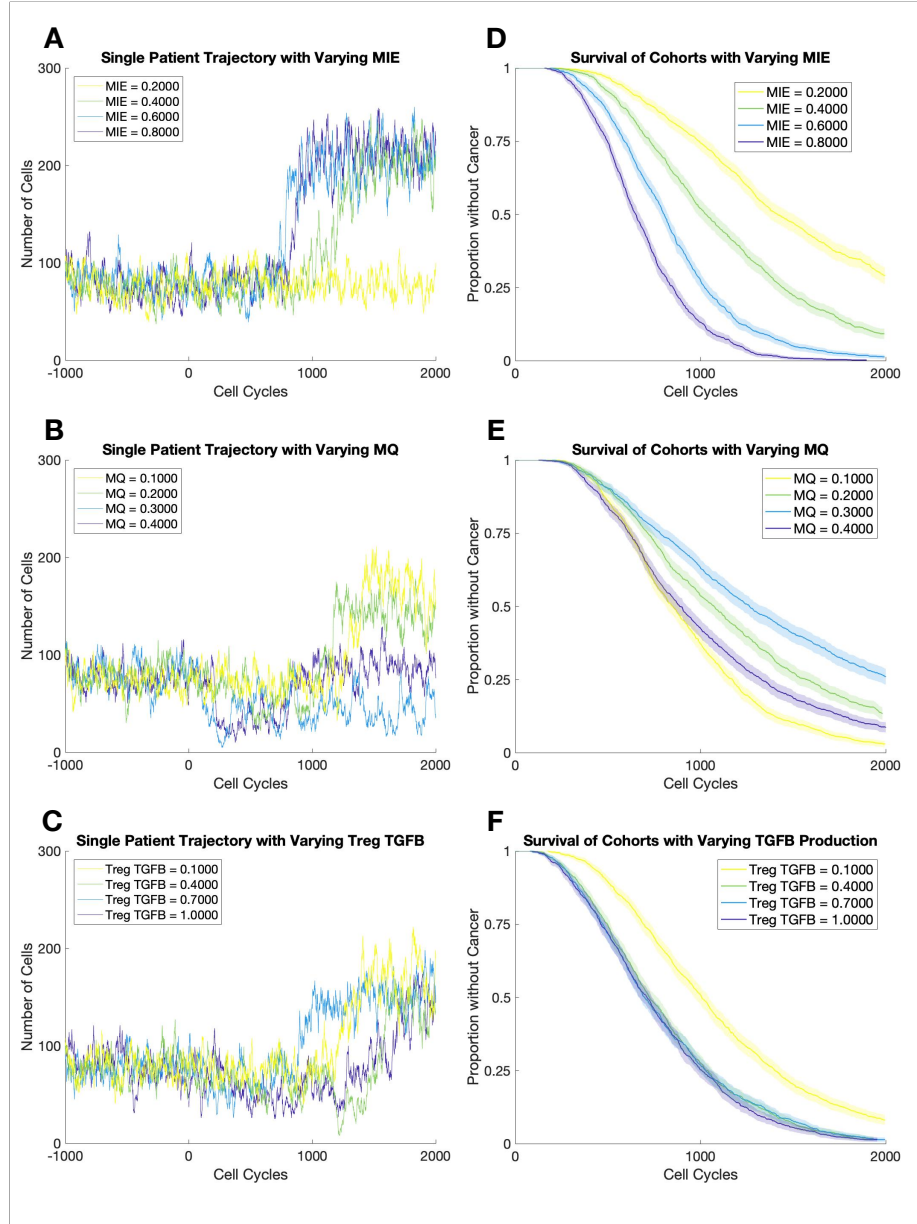 A
Single Patient Trajectory with Varying MIE
300
200
100
0
Number of Cells
MIE = 0.2000
MIE = 0.4000
MIE = 0.6000
MIE = 0.8000
-1000 0 1000 2000
Cell Cycles
D
Survival of Cohorts with Varying MIE
1
0.75
0.5
0.25
0
Proportion without Cancer
MIE = 0.2000
MIE = 0.4000
MIE = 0.6000
MIE = 0.8000
0 1000 2000
Cell Cycles
B
Single Patient Trajectory with Varying MQ
300
200
100
0
Number of Cells
MQ = 0.1000
MQ = 0.2000
MQ = 0.3000
MQ = 0.4000
-1000 0 1000 2000
Cell Cycles
E
Survival of Cohorts with Varying MQ
1
0.75
0.5
0.25
0
Proportion without Cancer
MQ = 0.1000
MQ = 0.2000
MQ = 0.3000
MQ = 0.4000
0 1000 2000
Cell Cycles
C
Single Patient Trajectory with Varying Treg TGFB
300
200
100
0
Number of Cells
Treg TGFB = 0.1000
Treg TGFB = 0.4000
Treg TGFB = 0.7000
Treg TGFB = 1.0000
-1000 0 1000 2000
Cell Cycles
F
Survival of Cohorts with Varying TGFB Production
1
0.75
0.5
0.25
0
Proportion without Cancer
Treg TGFB = 0.1000
Treg TGFB = 0.4000
Treg TGFB = 0.7000
Treg TGFB = 1.0000
0 1000 2000
Cell Cycles